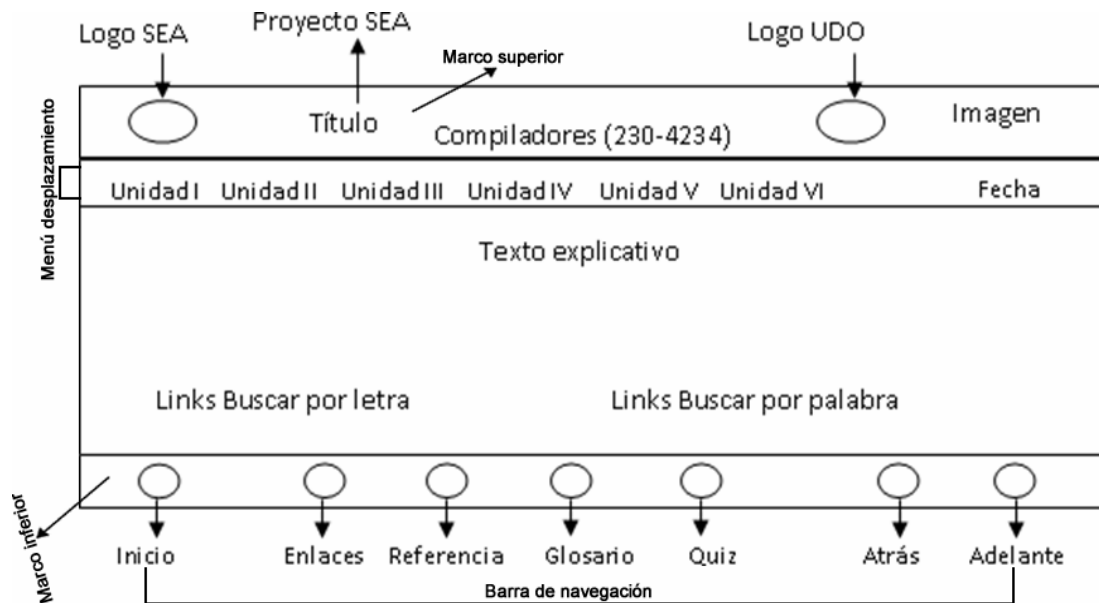 Proyecto SEA
Logo SEA
Logo UDO
Marco superior
Imagen
Título
Compiladores (230-4234)
Menú desplazamiento
Unidad I Unidad II Unidad III Unidad IV Unidad V Unidad VI Fecha
Texto explicativo
Links Buscar por letra Links Buscar por palabra
Marco inferior
Inicio Enlaces Referencia Glosario Quiz Atrás Adelante
Barra de navegación